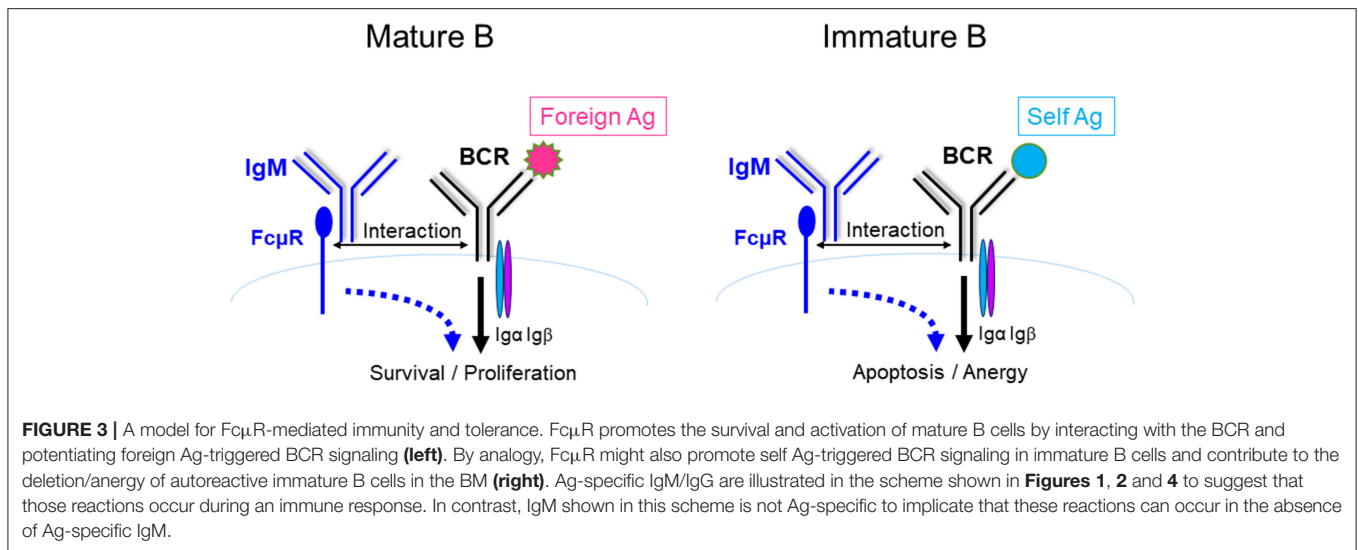 Mature B
Immature B
Foreign Ag
Self Ag
IgM
BCR
IgM
BCR
FcμR
Interaction
FcμR
Interaction
Igα Igβ
Igα Igβ
Survival / Proliferation
Apoptosis / Anergy
FIGURE 3 | A model for FcμR-mediated immunity and tolerance. FcμR promotes the survival and activation of mature B cells by interacting with the BCR and
potentiating foreign Ag-triggered BCR signaling (left). By analogy, FcμR might also promote self Ag-triggered BCR signaling in immature B cells and contribute to the
deletion/anergy of autoreactive immature B cells in the BM (right). Ag-specific IgM/IgG are illustrated in the scheme shown in Figures 1, 2 and 4 to suggest that
those reactions occur during an immune response. In contrast, IgM shown in this scheme is not Ag-specific to implicate that these reactions can occur in the absence
of Ag-specific IgM.